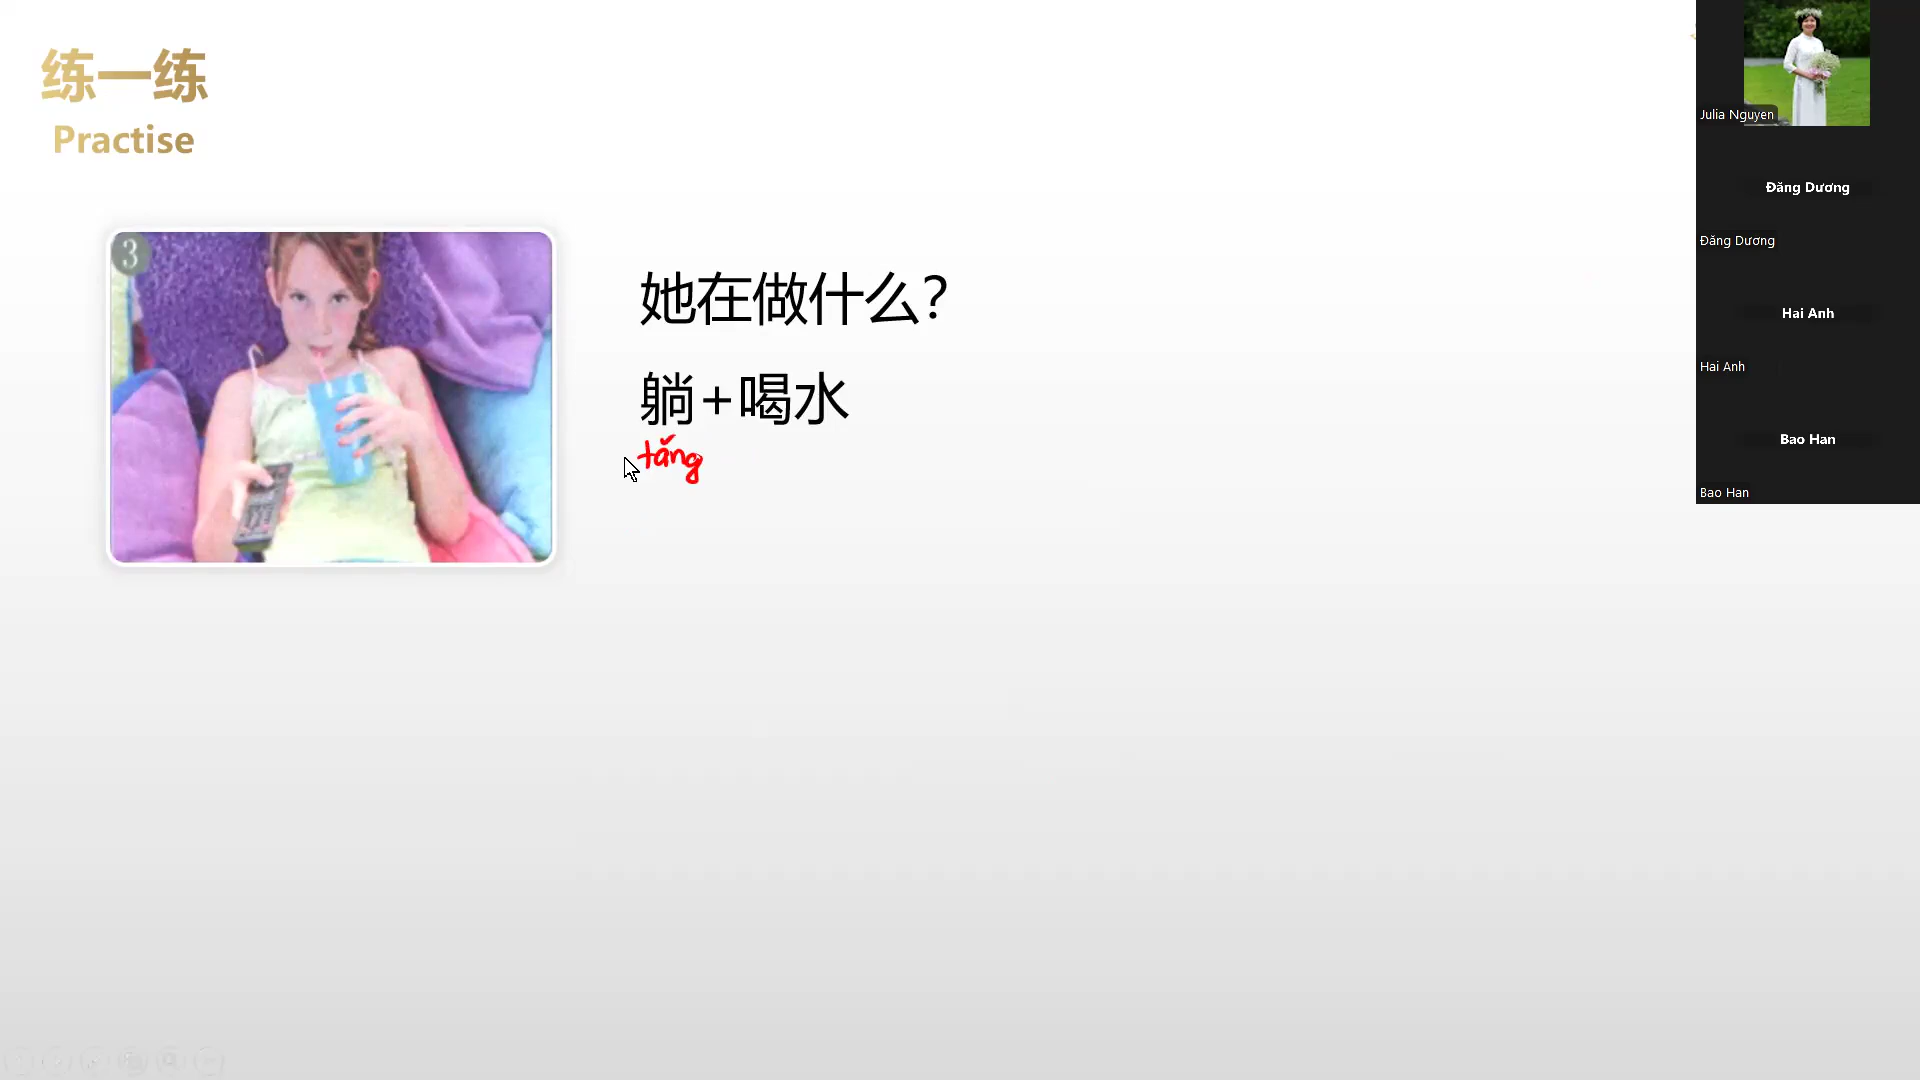 练一练
Practise
3
她在做什么？
躺+喝水
tǎng
Julia Nguyen
Đăng Dương
Đăng Dương
Hai Anh
Hai Anh
Bao Han
Bao Han